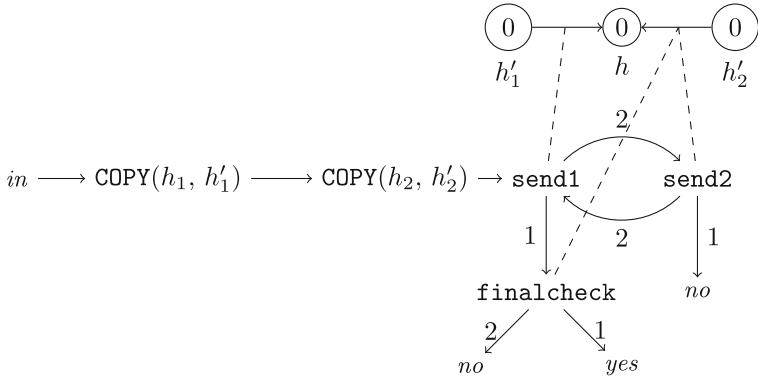 0 0 0
h′₁ h h′₂
2
in COPY(h₁, h′₁) COPY(h₂, h′₂) send1 send2
2
1 1
finalcheck no
2 1
no yes